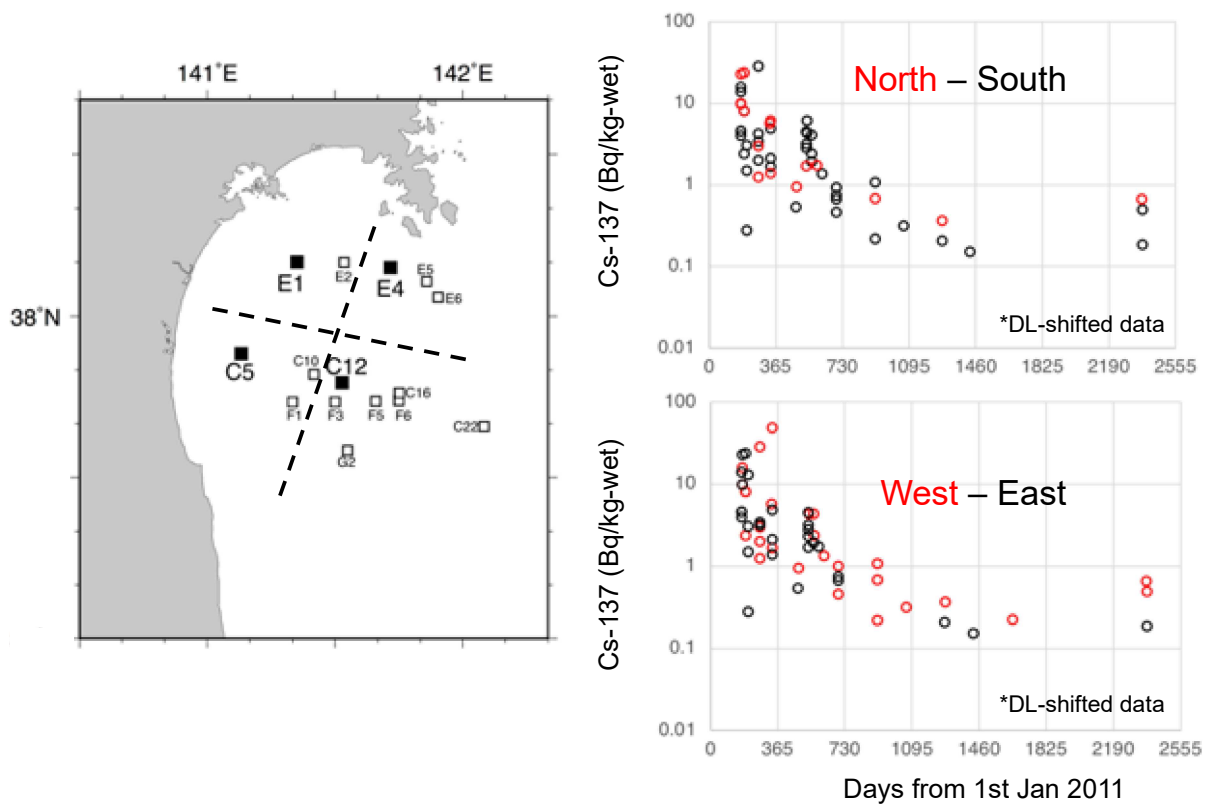 141°E 142°E
38°N
E1
E2
E4
E5
E6
C5
C10
C12
C16
F1
F3
F5
F6
C22
G2
Cs-137 (Bq/kg-wet)
100
10
1
0.1
0.01
North – South
*DL-shifted data
0 365 730 1095 1460 1825 2190 2555
Cs-137 (Bq/kg-wet)
100
10
1
0.1
0.01
West – East
*DL-shifted data
0 365 730 1095 1460 1825 2190 2555
Days from 1st Jan 2011